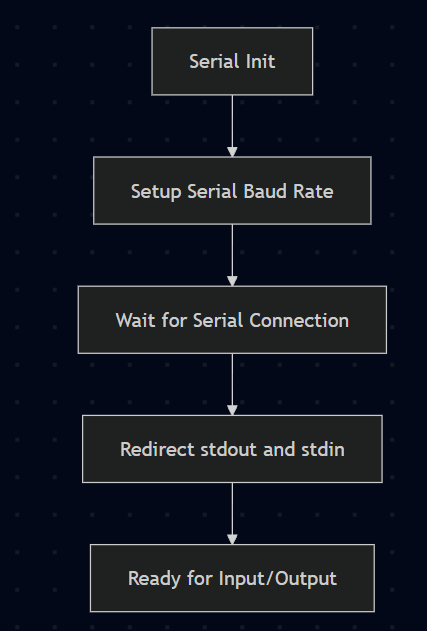 Serial Init
Setup Serial Baud Rate
Wait for Serial Connection
Redirect stdout and stdin
Ready for Input/Output